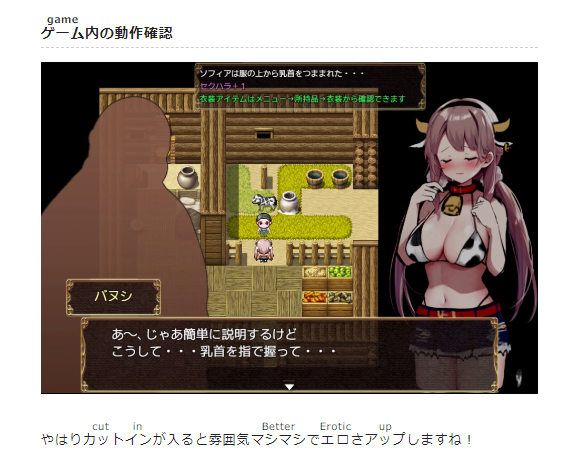 game
ゲーム内の動作確認
ソフィアは服の上から乳首をつままれた・・・
セクハラ＋１
衣装アイテムはメニュー→所持品→衣装から確認できます
バヌシ
あ～、じゃあ簡単に説明するけど
こうして・・・乳首を指で握って・・・
cut in Better Erotic up
やはりカットインが入ると雰囲気マシマシでエロさアップしますね！